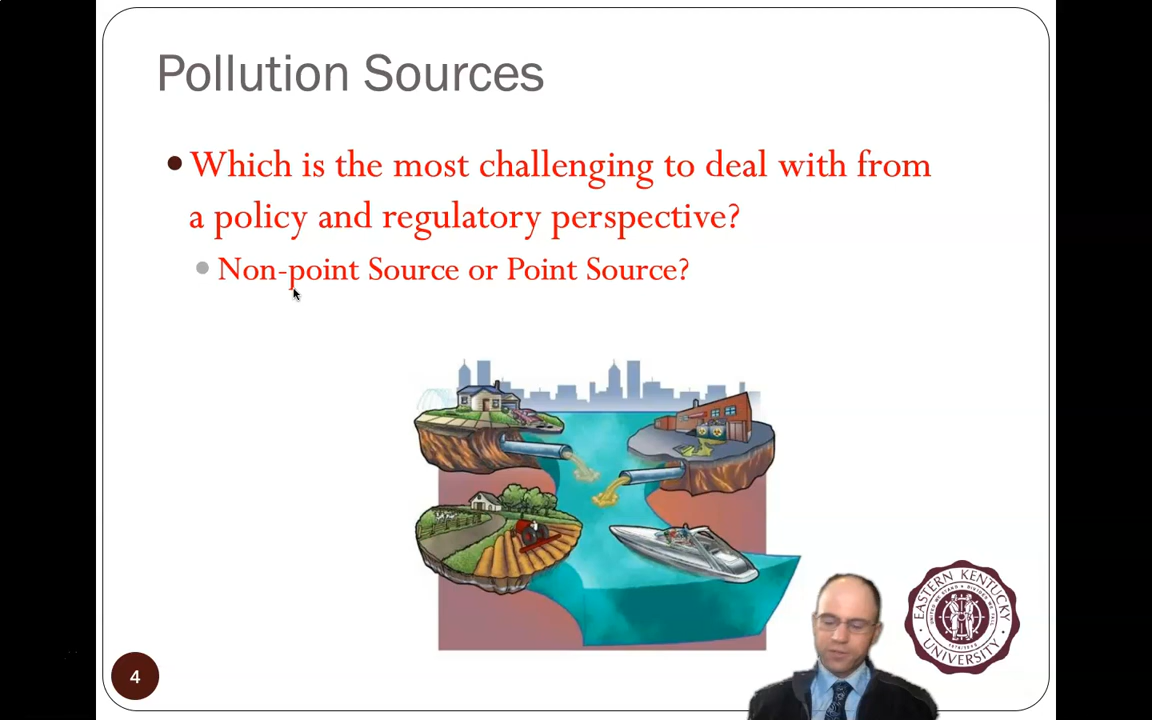 Pollution Sources
Which is the most challenging to deal with from
a policy and regulatory perspective?
Non-point Source or Point Source?
EASTERN KENTUCKY
UNIVERSITY
4